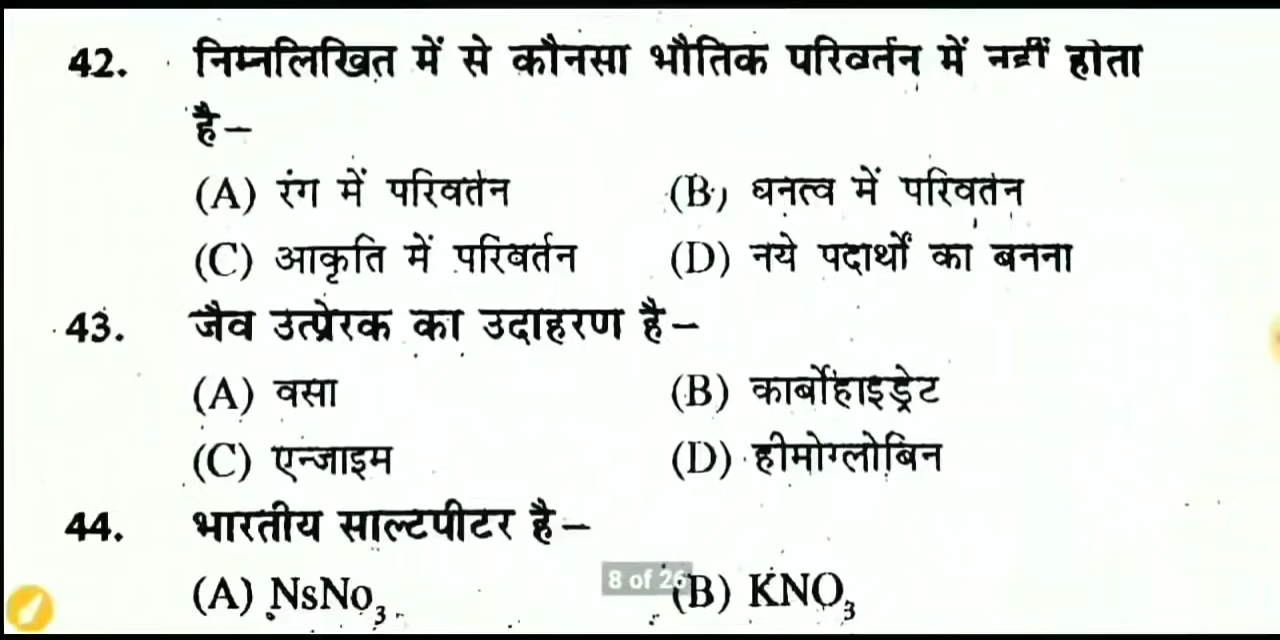 42. निम्नलिखित में से कौनसा भौतिक परिवर्तन में नहीं होता
है–
(A) रंग में परिवर्तन (B) घनत्व में परिवर्तन
(C) आकृति में परिवर्तन (D) नये पदार्थों का बनना
43. जैव उत्प्रेरक का उदाहरण है–
(A) वसा (B) कार्बोहाइड्रेट
(C) एन्जाइम (D) हीमोग्लोबिन
44. भारतीय साल्टपीटर है–
(A) NsNo₃ (B) KNO₃
8 of 26